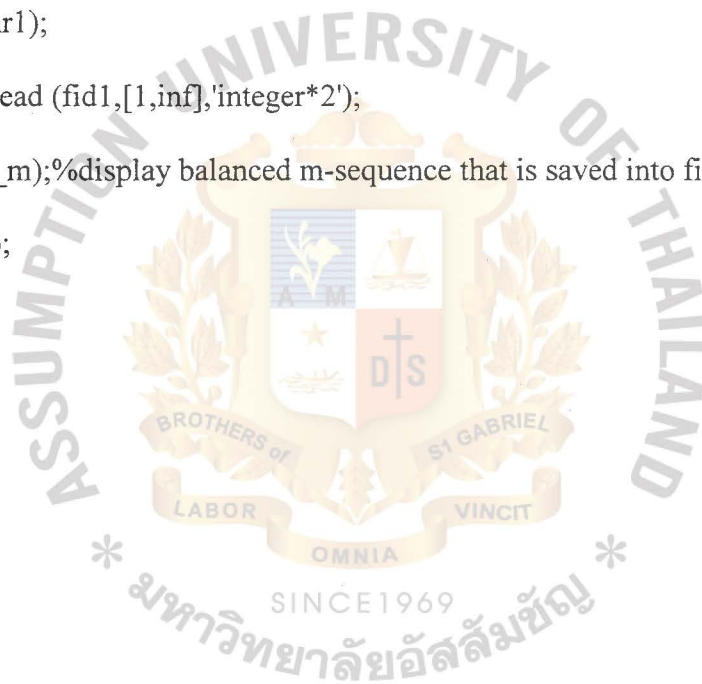 r1);
ead (fid1,[1,inf],'integer*2');
_m);%display balanced m-sequence that is saved into fi
;
ASSUMPTION UNIVERSITY OF THAILAND
A M
D S
BROTHERS of
S1 GABRIEL
LABOR
VINCIT
OMNIA
* SINCE1969 *
มหาวิทยาลัยอัสสัมชัญ